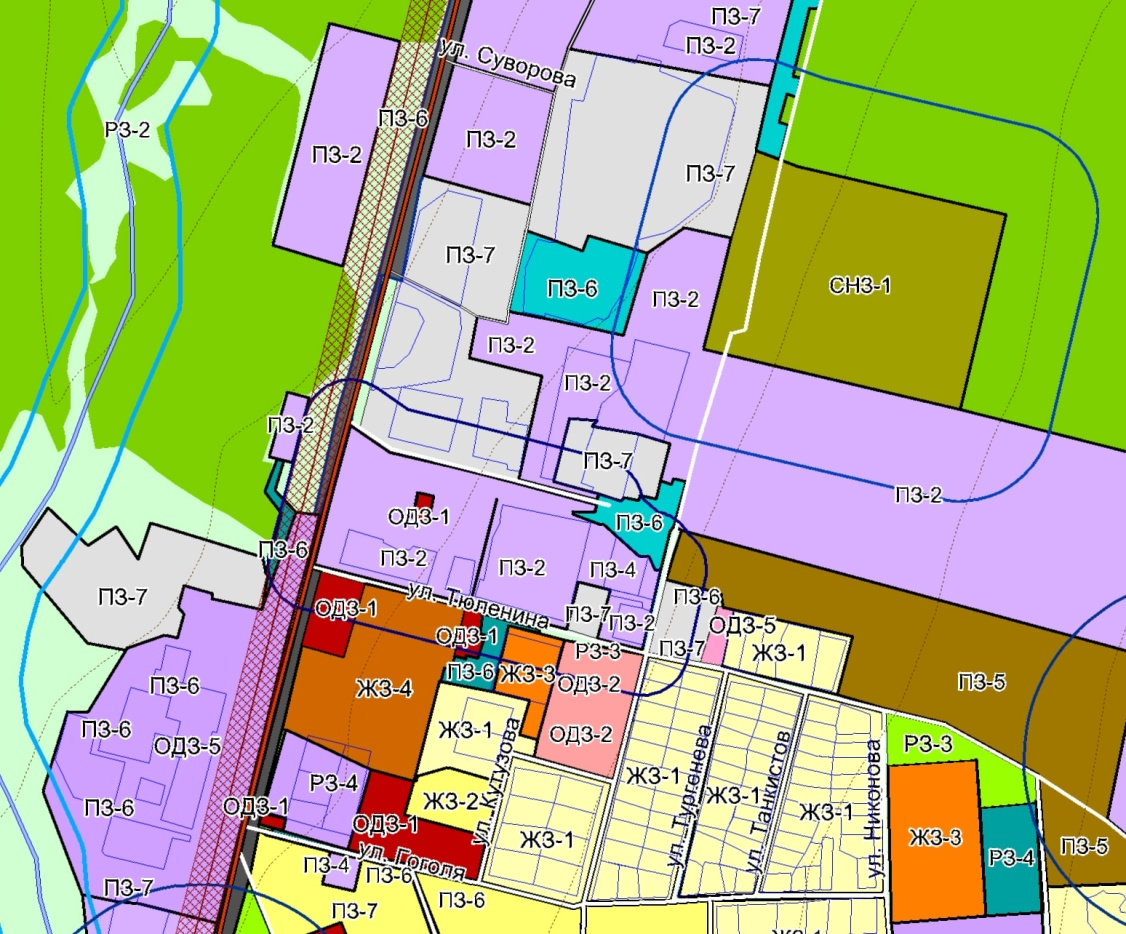 ПЗ-7
ПЗ-2
ул. Суворова
ПЗ-6
РЗ-2
ПЗ-2
ПЗ-2
ПЗ-7
ПЗ-7
ПЗ-6
ПЗ-2
СНЗ-1
ПЗ-2
ПЗ-2
ПЗ-2
ПЗ-7
ПЗ-2
ОДЗ-1
ПЗ-6
ПЗ-6
ПЗ-2
ПЗ-2
ПЗ-4
ПЗ-7
ул. Тюленина
ПЗ-6
ОДЗ-1
ПЗ-7
ПЗ-2
ОДЗ-5
ОДЗ-1
РЗ-3
ПЗ-7
ЖЗ-1
ПЗ-6
ЖЗ-3
ОДЗ-2
ПЗ-6
ЖЗ-4
ПЗ-5
ПЗ-6
ОДЗ-5
ЖЗ-1
ОДЗ-2
РЗ-3
ул. Кутузова
ЖЗ-1
ул. Тургенева
ЖЗ-1
ул. Танкистов
ЖЗ-1
ул. Никонова
РЗ-4
ПЗ-6
ОДЗ-1
ЖЗ-2
ОДЗ-1
ЖЗ-1
ЖЗ-3
РЗ-4
ПЗ-5
ул. Гоголя
ПЗ-4
ПЗ-6
ПЗ-7
ПЗ-7
ПЗ-6
ЖЗ-1